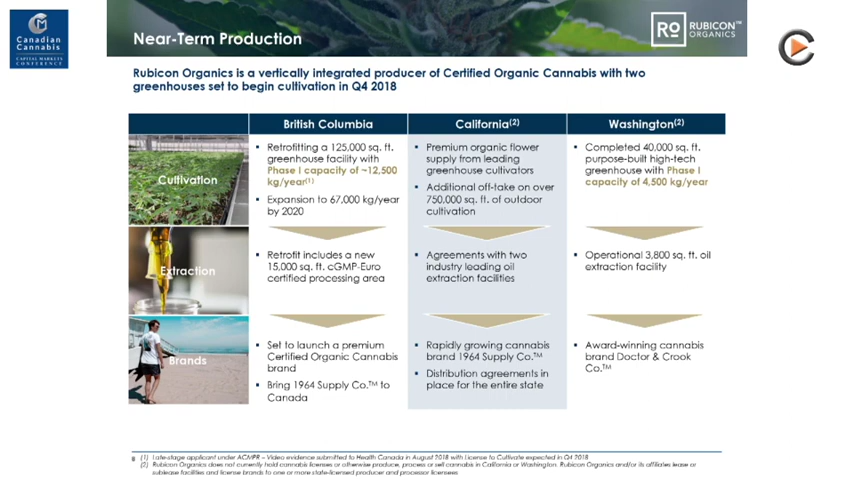 Canadian
Cannabis
CAPITAL MARKETS
CONFERENCE
Near-Term Production
RO
RUBICON™
ORGANICS
Rubicon Organics is a vertically integrated producer of Certified Organic Cannabis with two
greenhouses set to begin cultivation in Q4 2018
British Columbia
California(2)
Washington(2)
Cultivation
Retrofitting a 125,000 sq. ft.
greenhouse facility with
Phase I capacity of ~12,500
kg/year(1)
Expansion to 67,000 kg/year
by 2020
Premium organic flower
supply from leading
greenhouse cultivators
Additional off-take on over
750,000 sq. ft. of outdoor
cultivation
Completed 40,000 sq. ft.
purpose-built high-tech
greenhouse with Phase I
capacity of 4,500 kg/year
Extraction
Retrofit includes a new
15,000 sq. ft. cGMP-Euro
certified processing area
Agreements with two
industry leading oil
extraction facilities
Operational 3,800 sq. ft. oil
extraction facility
Brands
Set to launch a premium
Certified Organic Cannabis
brand
Bring 1964 Supply Co.™ to
Canada
Rapidly growing cannabis
brand 1964 Supply Co.™
Distribution agreements in
place for the entire state
Award-winning cannabis
brand Doctor & Crook
Co.™
(1) Late-stage applicant under ACMPR – Video evidence submitted to Health Canada in August 2018 with License to Cultivate expected in Q4 2018
(2) Rubicon Organics does not currently hold cannabis licenses or otherwise produce, process or sell cannabis in California or Washington. Rubicon Organics and/or its affiliates lease or
sublease facilities and license brands to one or more state-licensed producer and processor licensees